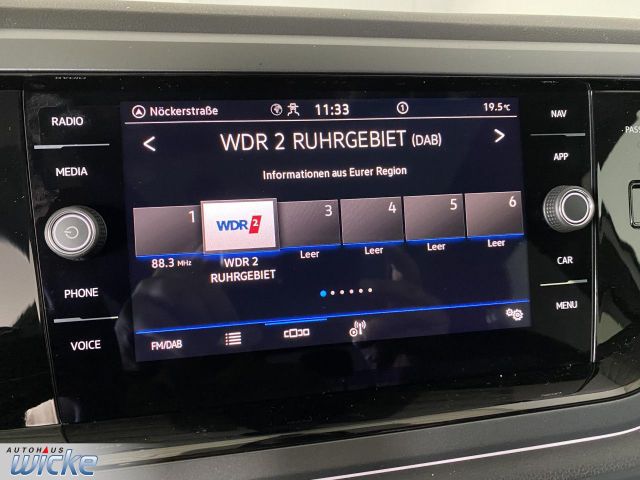 RADIO
MEDIA
PHONE
VOICE
Nöckerstraße
11:33
1
19.5°C
WDR 2 RUHRGEBIET (DAB)
Informationen aus Eurer Region
1
WDR 2
3
4
5
6
88.3 MHz
WDR 2
RUHRGEBIET
Leer
Leer
Leer
Leer
FM/DAB
NAV
APP
CAR
MENU
PASS
AUTOHAUS
WICKE